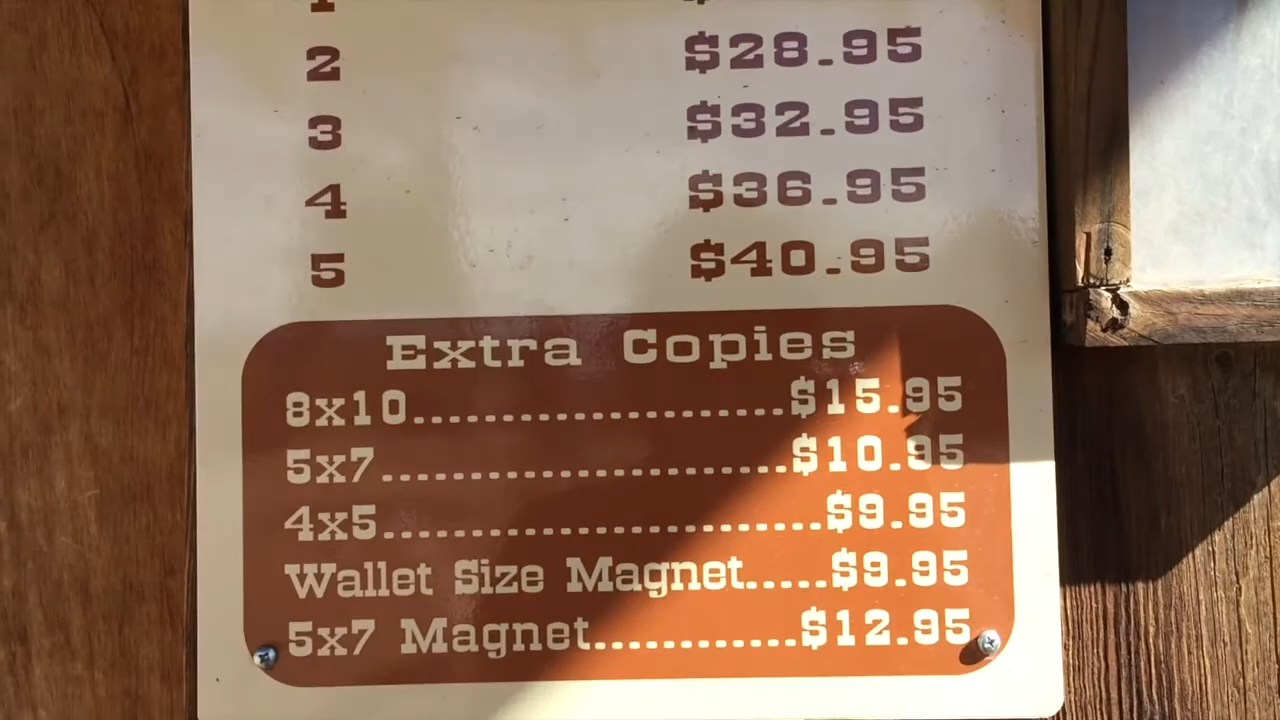 2 $28.95
3 $32.95
4 $36.95
5 $40.95
Extra Copies
8x10.....................$15.95
5x7.......................$10.95
4x5.........................$9.95
Wallet Size Magnet.....$9.95
5x7 Magnet............$12.95